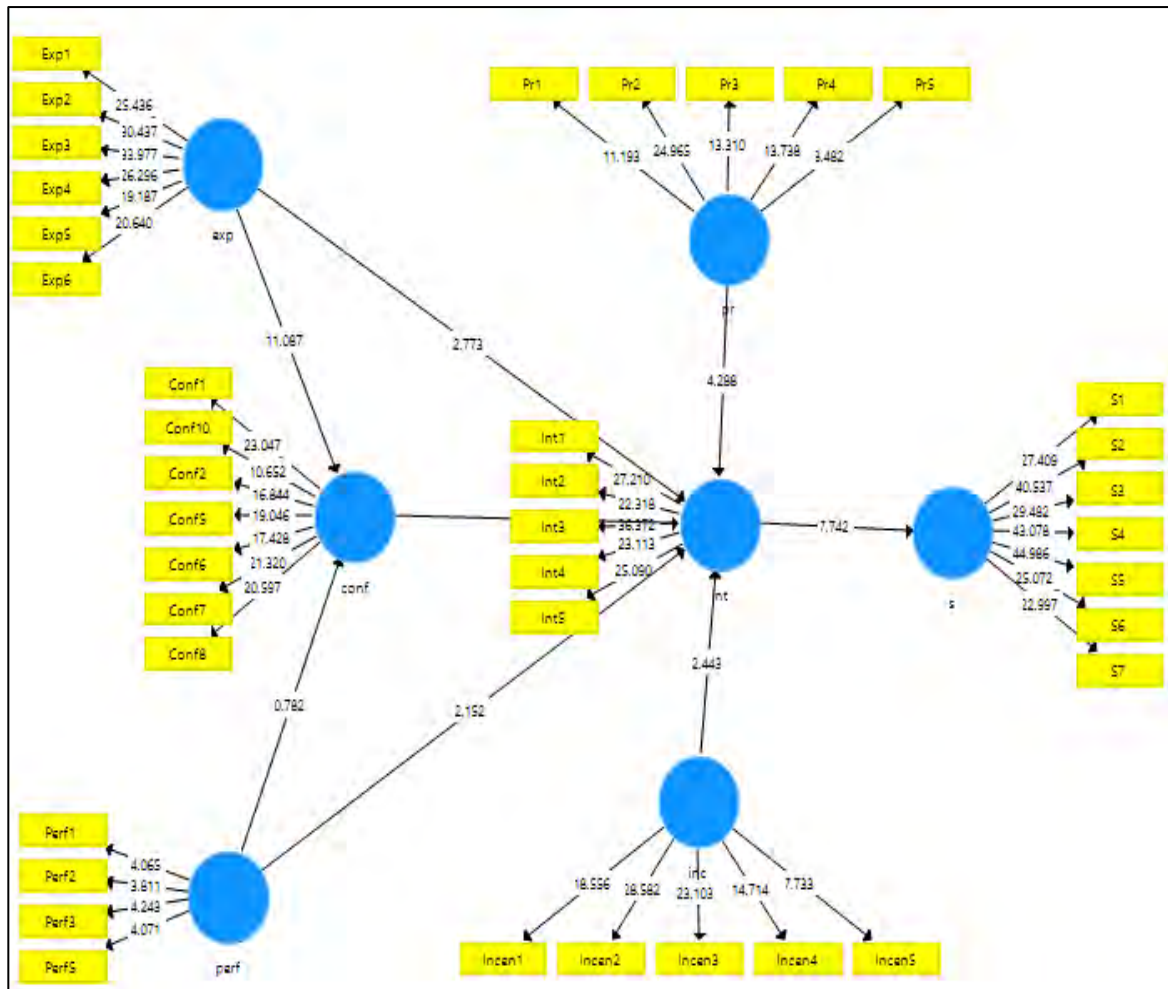 Exp1
Exp2
Exp3
Exp4
Exp5
Exp6
25.436
30.437
33.977
26.296
19.187
20.640
exp
Pr1
Pr2
Pr3
Pr4
Pr5
11.193
24.965
13.310
13.738
pr
11.087
2.773
4.288
Conf1
Conf10
Conf2
Conf5
Conf6
Conf7
Conf8
23.047
10.652
16.844
19.046
17.428
21.320
20.597
conf
Int1
Int2
Int3
Int4
Int5
27.210
22.318
36.372
23.113
25.090
7.742
S1
S2
S3
S4
S5
S6
S7
27.409
40.537
29.482
43.078
44.986
25.072
22.997
s
0.782
2.152
2.443
Perf1
Perf2
Perf3
Perf5
4.065
3.811
4.243
4.071
perf
inc
18.556
28.582
23.103
14.714
7.733
Incen1
Incen2
Incen3
Incen4
Incen5